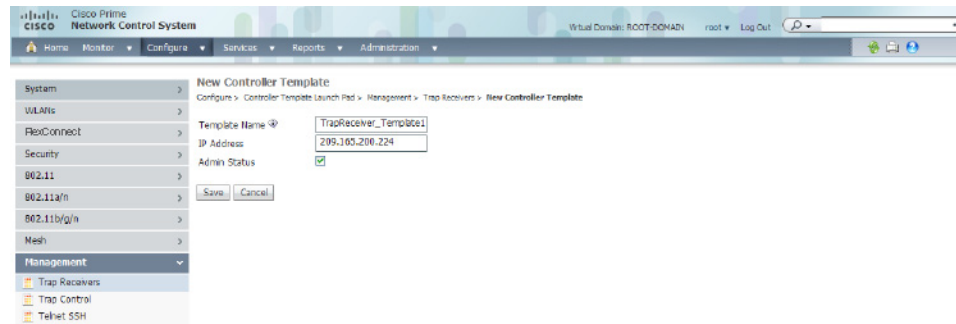 Cisco Prime
CISCO Network Control System
Virtual Domain: ROOT-DOMAIN root Log Out
Home Monitor Configure Services Reports Administration
System
WLANs
FlexConnect
Security
802.11
802.11a/n
802.11b/g/n
Mesh
Management
Trap Receivers
Trap Control
Telnet SSH
New Controller Template
Configure > Controller Template Launch Pad > Management > Trap Receivers > New Controller Template
Template Name TrapReceiver_Template1
IP Address 209.165.200.224
Admin Status
Save Cancel